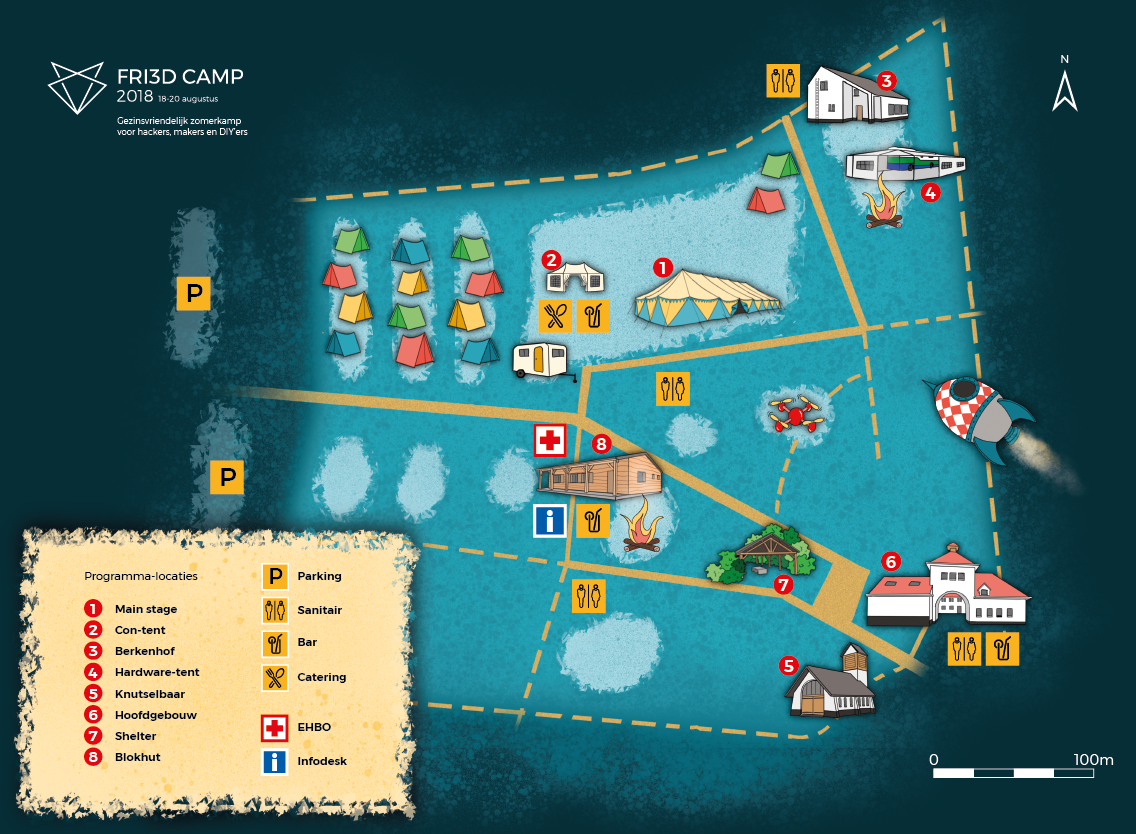 FRI3D CAMP
2018 18-20 augustus
Gezinsvriendelijk zomerkamp
voor hackers, makers en DIY'ers
N
3
4
2
1
P
8
i
P
7
6
5
0 100m
Programma-locaties
1 Main stage
2 Con-tent
3 Berkenhof
4 Hardware-tent
5 Knutselbaar
6 Hoofdgebouw
7 Shelter
8 Blokhut
P Parking
Sanitair
Bar
Catering
EHBO
i Infodesk